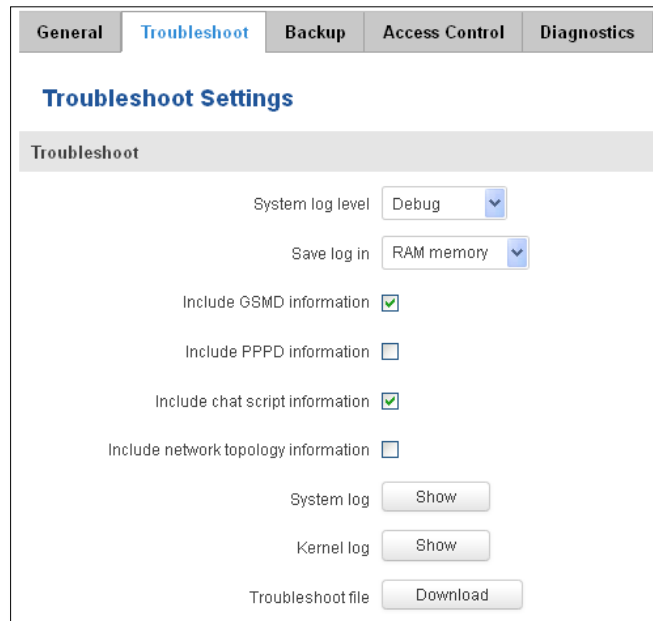 General Troubleshoot Backup Access Control Diagnostics
Troubleshoot Settings
Troubleshoot
System log level Debug
Save log in RAM memory
Include GSMD information
Include PPPD information
Include chat script information
Include network topology information
System log Show
Kernel log Show
Troubleshoot file Download